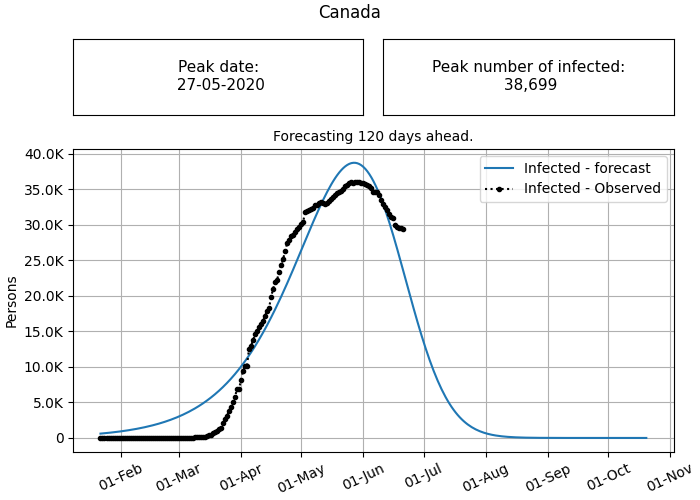 Canada
Peak date:
27-05-2020
Peak number of infected:
38,699
Forecasting 120 days ahead.
40.0K
35.0K
30.0K
25.0K
20.0K
15.0K
10.0K
5.0K
0
Persons
Infected - forecast
Infected - Observed
01-Feb
01-Mar
01-Apr
01-May
01-Jun
01-Jul
01-Aug
01-Sep
01-Oct
01-Nov